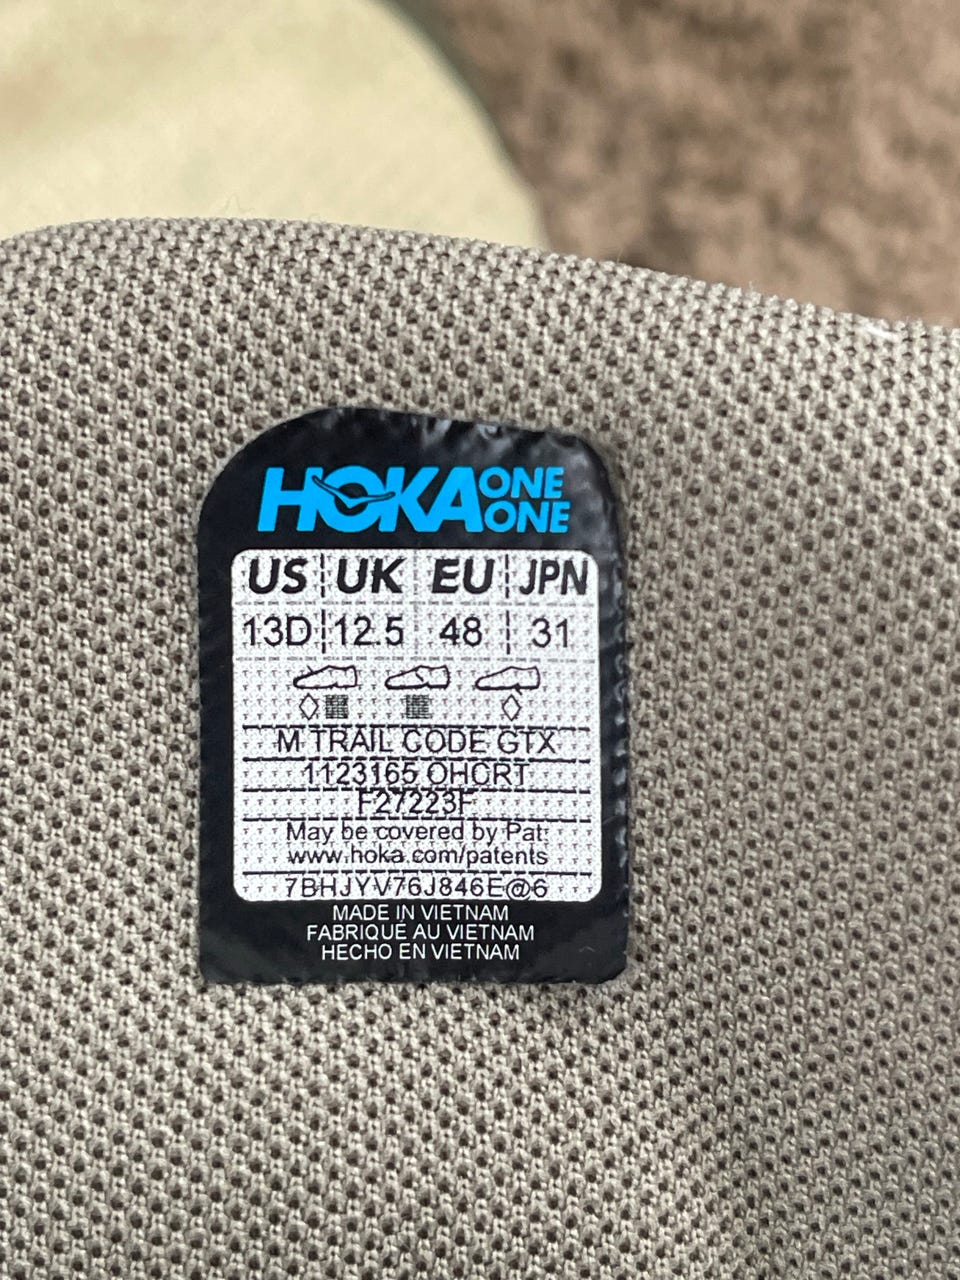 HOKA ONE ONE
US UK EU JPN
13D 12.5 48 31
M TRAIL CODE GTX
1123165 OHCRT
F27223F
May be covered by Pat:
www.hoka.com/patents
7BHJYV76J846E@6
MADE IN VIETNAM
FABRIQUÉ AU VIETNAM
HECHO EN VIETNAM